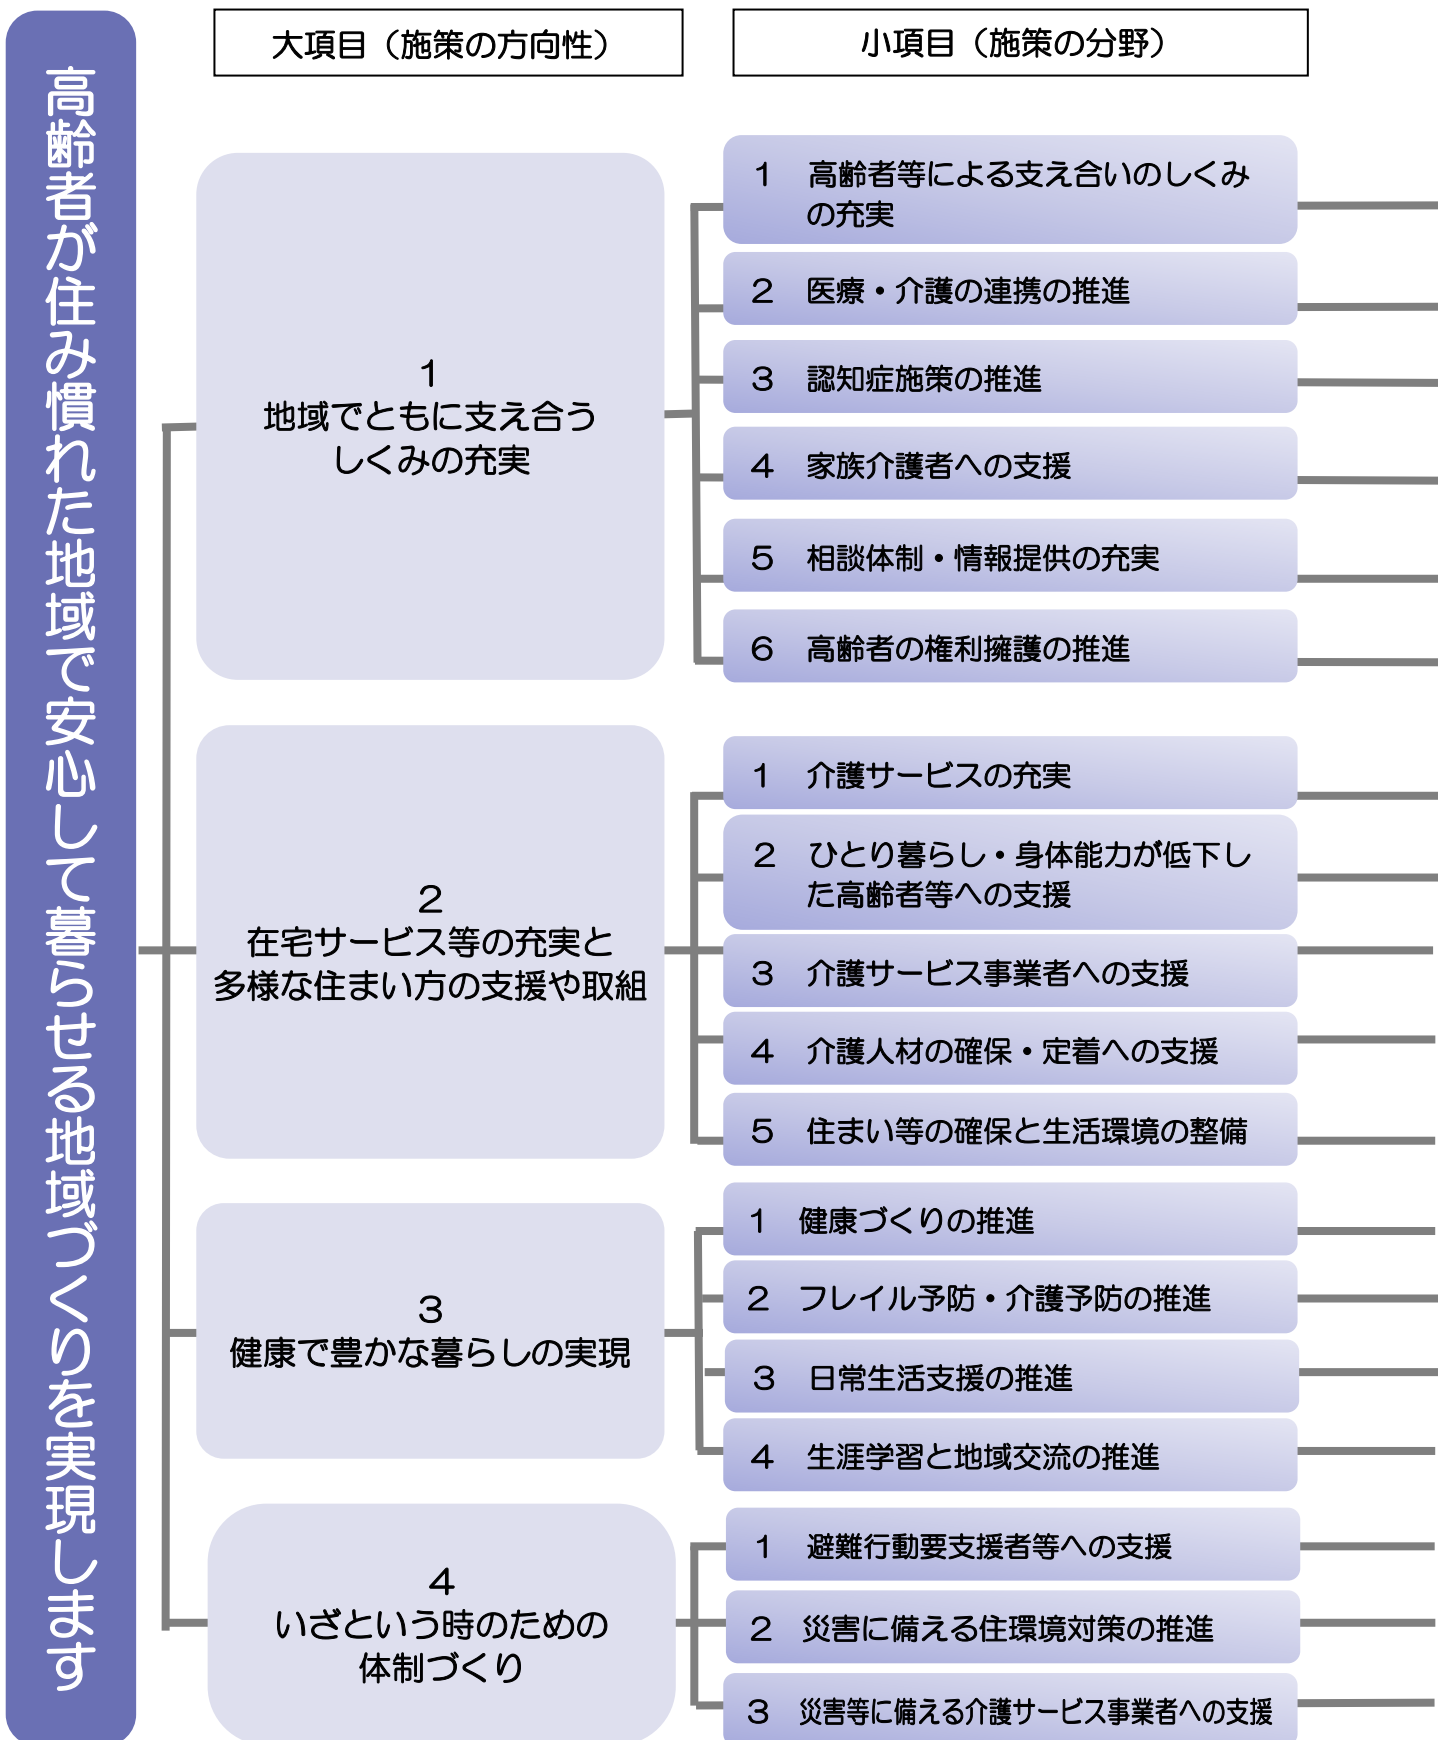 高齢者が住み慣れた地域で安心して暮らせる地域づくりを実現します
大項目（施策の方向性）
小項目（施策の分野）
１
地域でともに支え合う
しくみの充実
１　高齢者等による支え合いのしくみ
の充実
２　医療・介護の連携の推進
３　認知症施策の推進
４　家族介護者への支援
５　相談体制・情報提供の充実
６　高齢者の権利擁護の推進
２
在宅サービス等の充実と
多様な住まい方の支援や取組
１　介護サービスの充実
２　ひとり暮らし・身体能力が低下し
た高齢者等への支援
３　介護サービス事業者への支援
４　介護人材の確保・定着への支援
５　住まい等の確保と生活環境の整備
３
健康で豊かな暮らしの実現
１　健康づくりの推進
２　フレイル予防・介護予防の推進
３　日常生活支援の推進
４　生涯学習と地域交流の推進
４
いざという時のための
体制づくり
１　避難行動要支援者等への支援
２　災害に備える住環境対策の推進
３　災害等に備える介護サービス事業者への支援